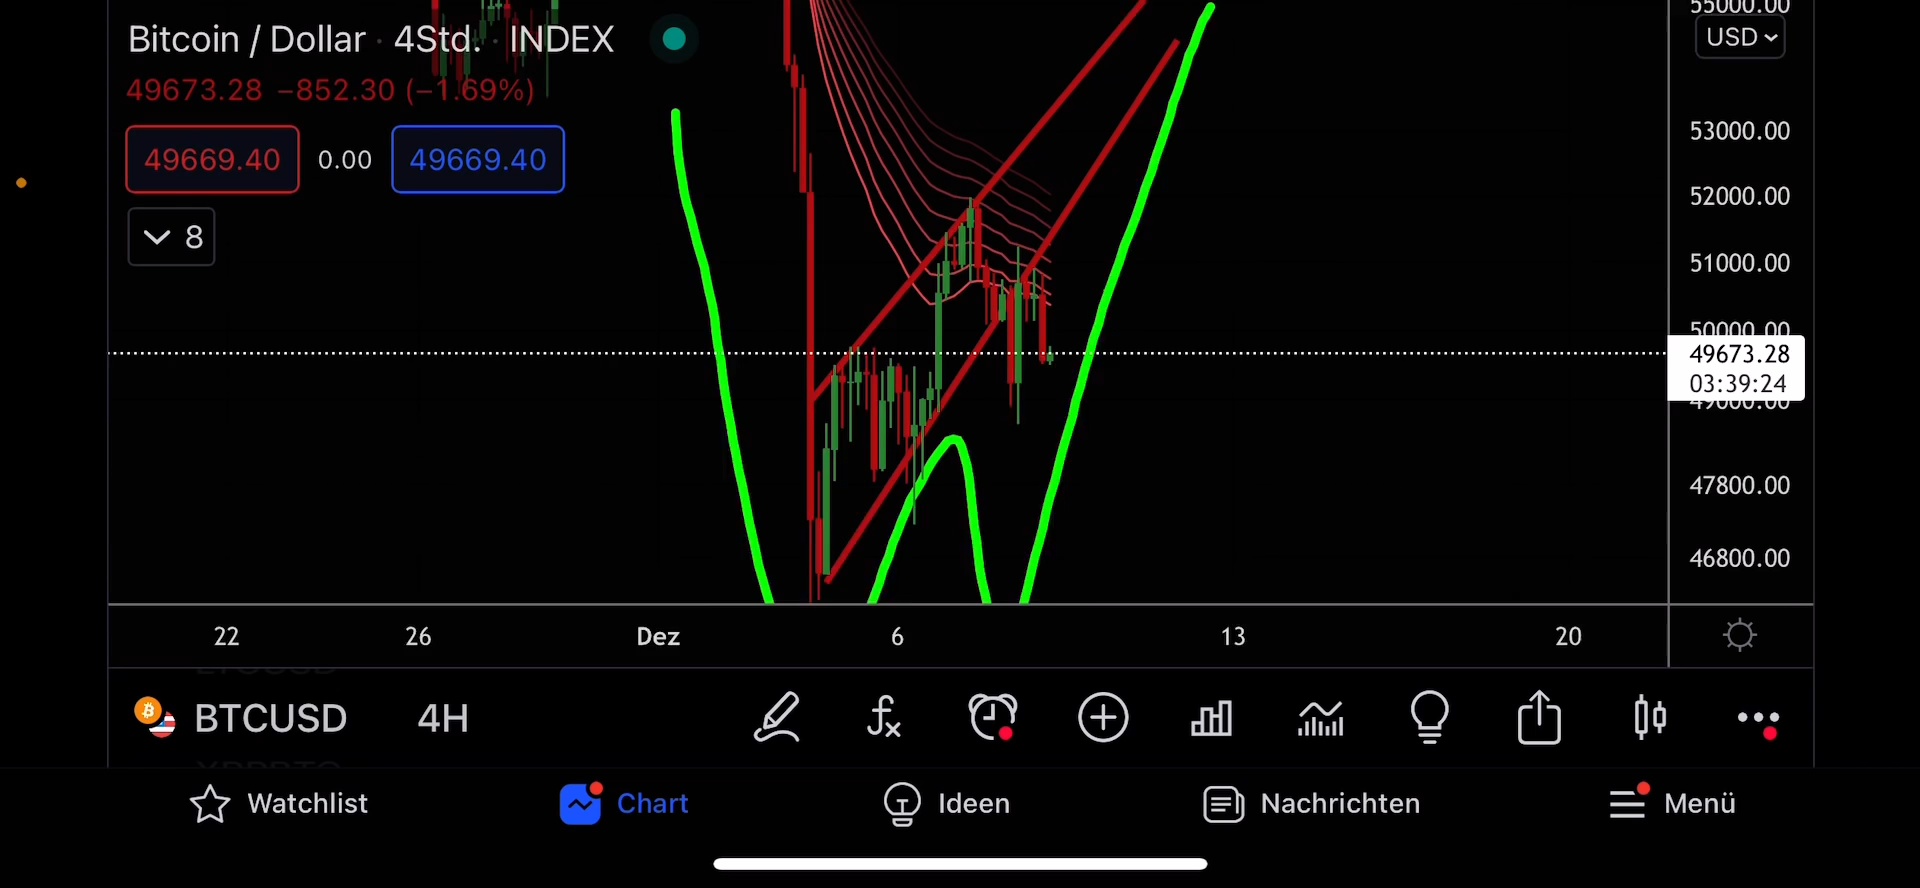 55000.00
Bitcoin / Dollar · 4Std. · INDEX
USD
49673.28 −852.30 (−1.69%)
49669.40 0.00 49669.40
8
53000.00
52000.00
51000.00
50000.00
49673.28
03:39:24
49000.00
47800.00
46800.00
22 26 Dez 6 13 20
BTCUSD 4H
Watchlist Chart Ideen Nachrichten Menü